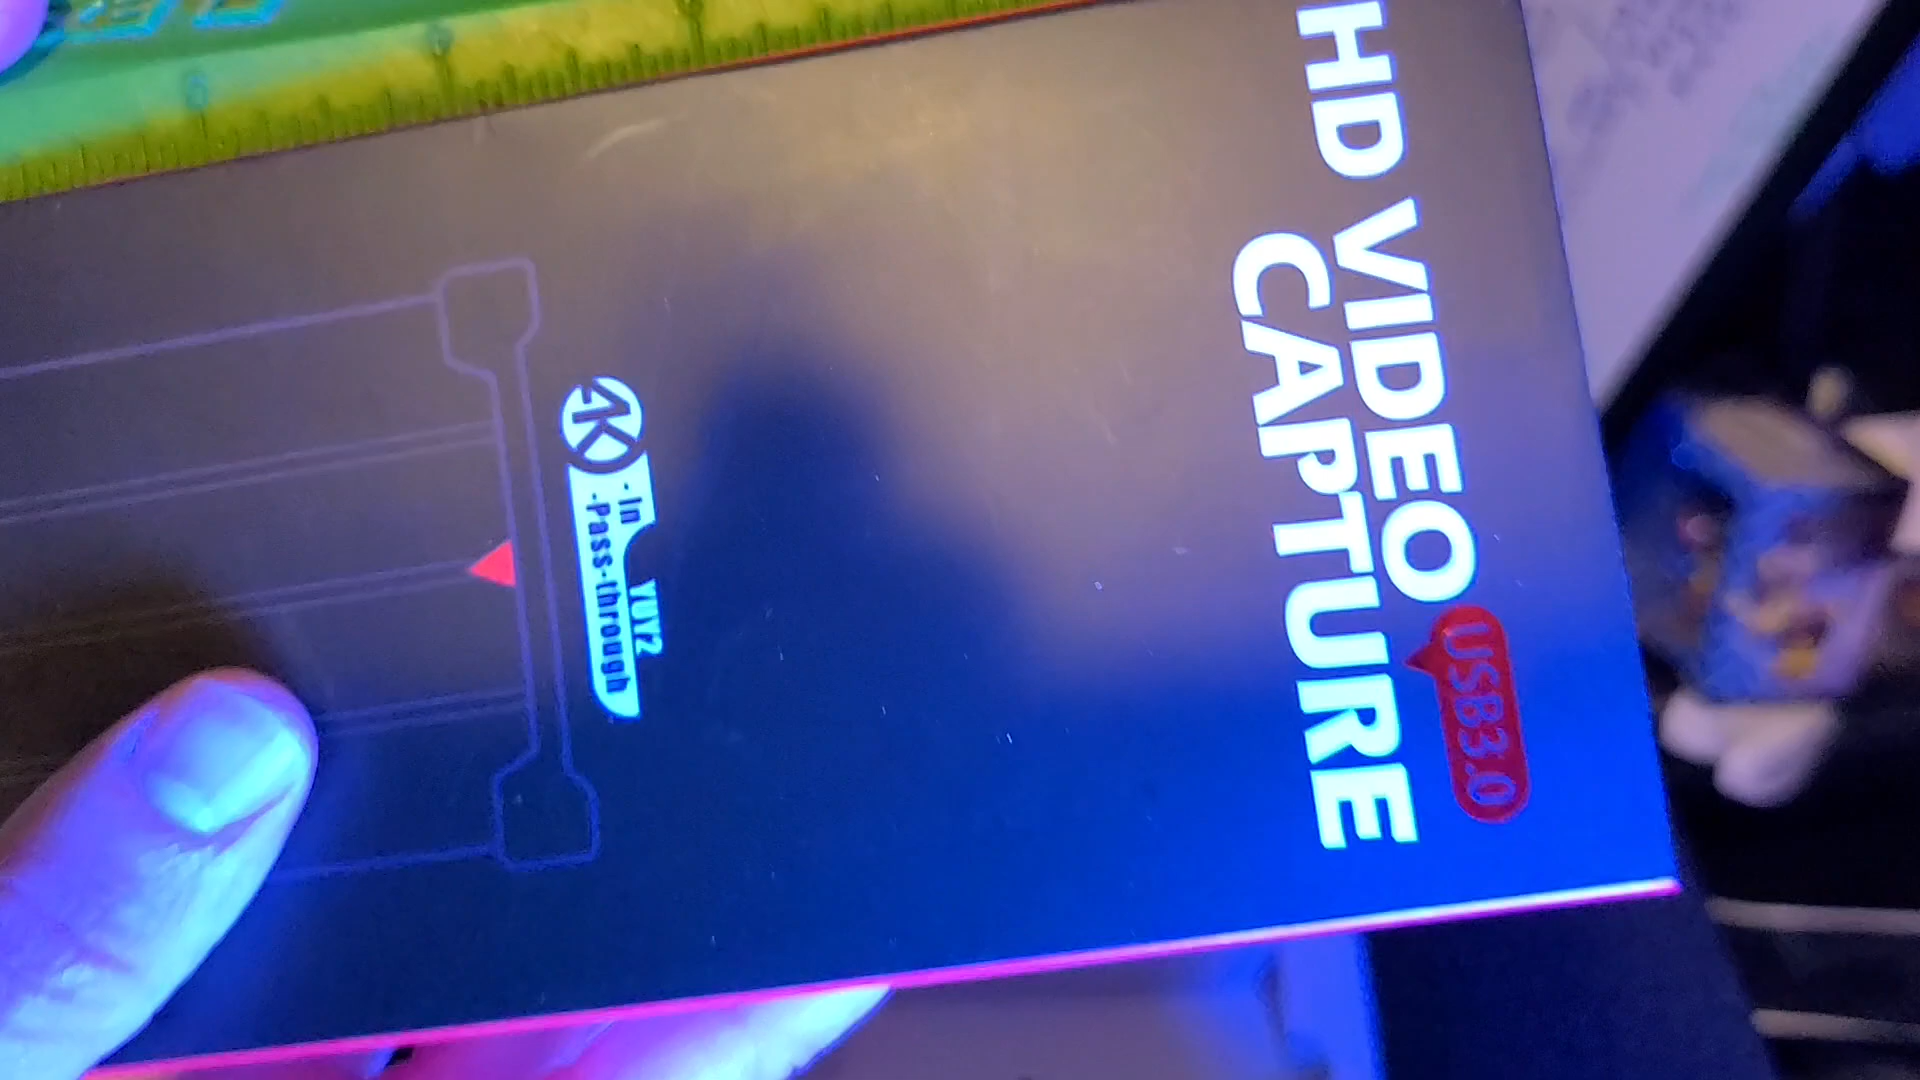 HD VIDEO
USB3.0
CAPTURE
4K
·In
YUY2
·Pass-through